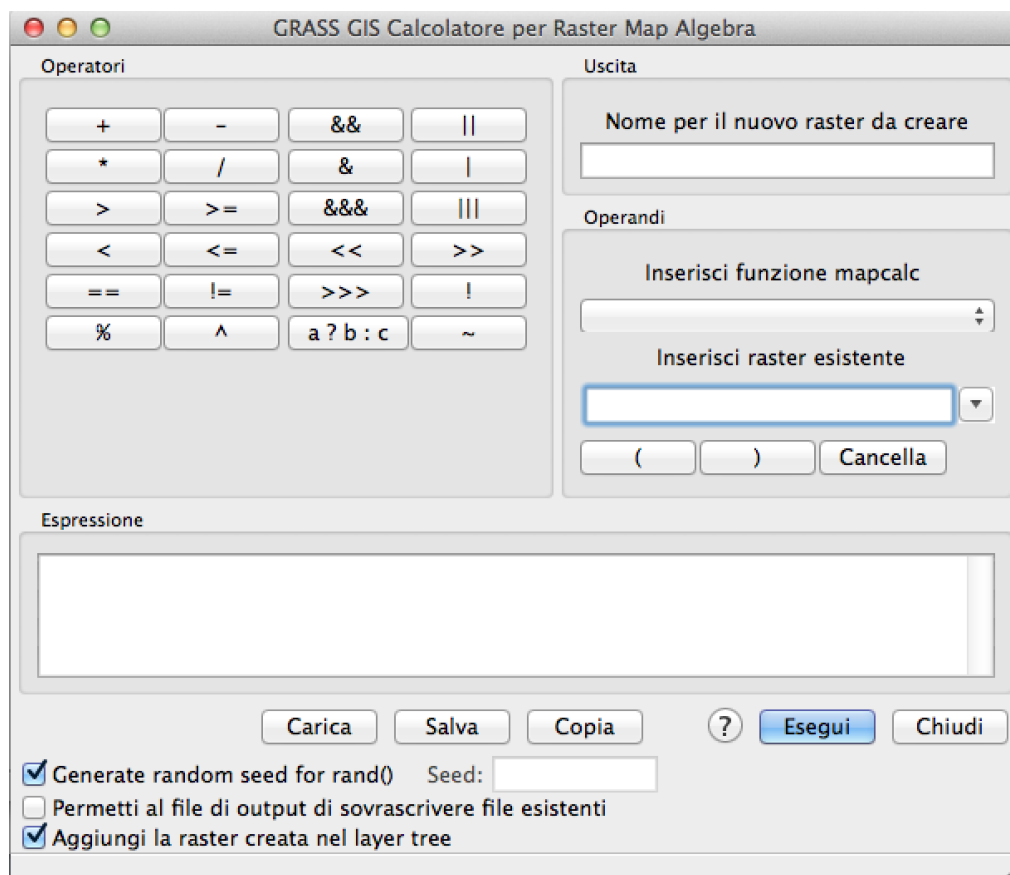 GRASS GIS Calcolatore per Raster Map Algebra
Operatori
+ - && ||
* / & |
> >= &&& |||
< <= << >>
== != >>> !
% ^ a ? b : c ~
Uscita
Nome per il nuovo raster da creare
Operandi
Inserisci funzione mapcalc
Inserisci raster esistente
( ) Cancella
Espressione
Carica Salva Copia ? Esegui Chiudi
Generate random seed for rand() Seed:
Permetti al file di output di sovrascrivere file esistenti
Aggiungi la raster creata nel layer tree